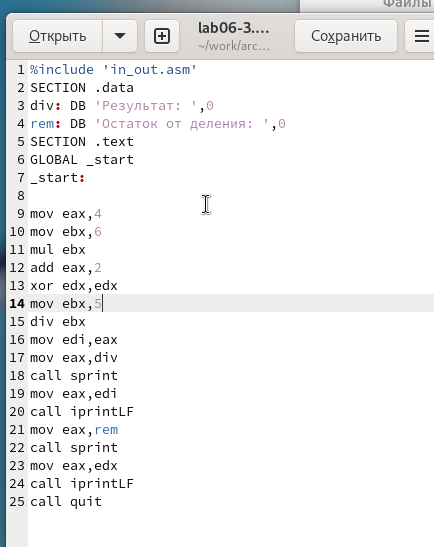 Файлы
Открыть
lab06-3....
~/work/arc...
Сохранить
1 %include 'in_out.asm'
2 SECTION .data
3 div: DB 'Результат: ',0
4 rem: DB 'Остаток от деления: ',0
5 SECTION .text
6 GLOBAL _start
7 _start:
8
9 mov eax,4
10 mov ebx,6
11 mul ebx
12 add eax,2
13 xor edx,edx
14 mov ebx,5
15 div ebx
16 mov edi,eax
17 mov eax,div
18 call sprint
19 mov eax,edi
20 call iprintLF
21 mov eax,rem
22 call sprint
23 mov eax,edx
24 call iprintLF
25 call quit